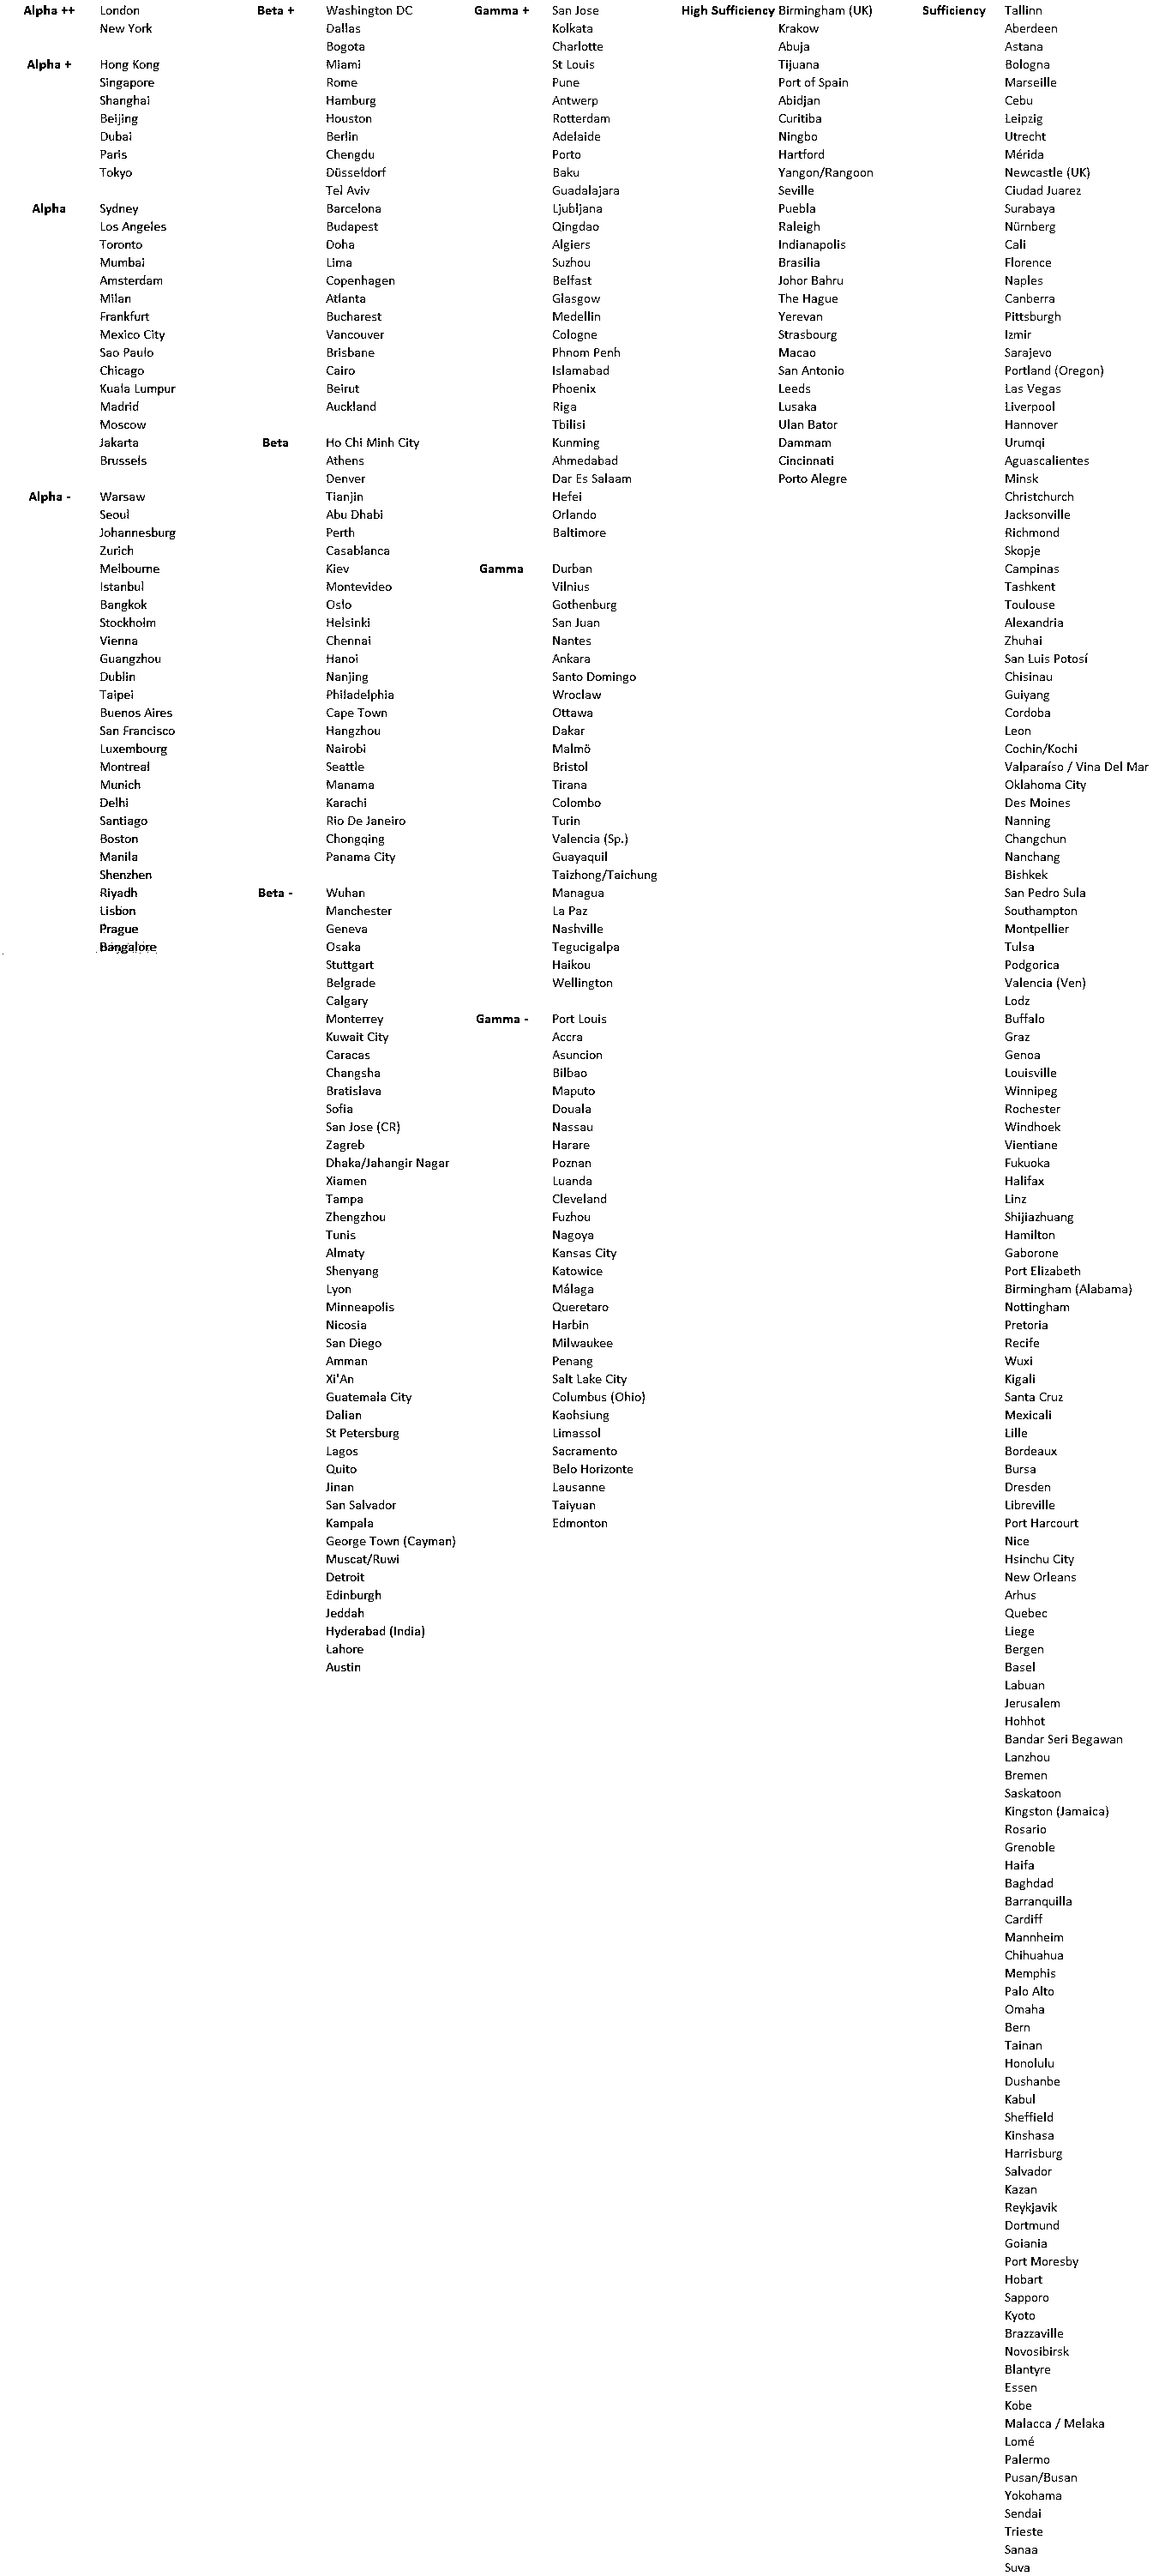 Alpha ++
London
New York
Alpha +
Hong Kong
Singapore
Shanghai
Beijing
Dubai
Paris
Tokyo
Alpha
Sydney
Los Angeles
Toronto
Mumbai
Amsterdam
Milan
Frankfurt
Mexico City
Sao Paulo
Chicago
Kuala Lumpur
Madrid
Moscow
Jakarta
Brussels
Alpha -
Warsaw
Seoul
Johannesburg
Zurich
Melbourne
Istanbul
Bangkok
Stockholm
Vienna
Guangzhou
Dublin
Taipei
Buenos Aires
San Francisco
Luxembourg
Montreal
Munich
Delhi
Santiago
Boston
Manila
Shenzhen
Riyadh
Lisbon
Prague
Bangalore
Beta +
Washington DC
Dallas
Bogota
Miami
Rome
Hamburg
Houston
Berlin
Chengdu
Düsseldorf
Tel Aviv
Barcelona
Budapest
Doha
Lima
Copenhagen
Atlanta
Bucharest
Vancouver
Brisbane
Cairo
Beirut
Auckland
Beta
Ho Chi Minh City
Athens
Denver
Tianjin
Abu Dhabi
Perth
Casablanca
Kiev
Montevideo
Oslo
Helsinki
Chennai
Hanoi
Nanjing
Philadelphia
Cape Town
Hangzhou
Nairobi
Seattle
Manama
Karachi
Rio De Janeiro
Chongqing
Panama City
Beta -
Wuhan
Manchester
Geneva
Osaka
Stuttgart
Belgrade
Calgary
Monterrey
Kuwait City
Caracas
Changsha
Bratislava
Sofia
San Jose (CR)
Zagreb
Dhaka/Jahangir Nagar
Xiamen
Tampa
Zhengzhou
Tunis
Almaty
Shenyang
Lyon
Minneapolis
Nicosia
San Diego
Amman
Xi'An
Guatemala City
Dalian
St Petersburg
Lagos
Quito
Jinan
San Salvador
Kampala
George Town (Cayman)
Muscat/Ruwi
Detroit
Edinburgh
Jeddah
Hyderabad (India)
Lahore
Austin
Gamma +
San Jose
Kolkata
Charlotte
St Louis
Pune
Antwerp
Rotterdam
Adelaide
Porto
Baku
Guadalajara
Ljubljana
Qingdao
Algiers
Suzhou
Belfast
Glasgow
Medellin
Cologne
Phnom Penh
Islamabad
Phoenix
Riga
Tbilisi
Kunming
Ahmedabad
Dar Es Salaam
Hefei
Orlando
Baltimore
Gamma
Durban
Vilnius
Gothenburg
San Juan
Nantes
Ankara
Santo Domingo
Wroclaw
Ottawa
Dakar
Malmö
Bristol
Tirana
Colombo
Turin
Valencia (Sp.)
Guayaquil
Taizhong/Taichung
Managua
La Paz
Nashville
Tegucigalpa
Haikou
Wellington
Gamma -
Port Louis
Accra
Asuncion
Bilbao
Maputo
Douala
Nassau
Harare
Poznan
Luanda
Cleveland
Fuzhou
Nagoya
Kansas City
Katowice
Málaga
Queretaro
Harbin
Milwaukee
Penang
Salt Lake City
Columbus (Ohio)
Kaohsiung
Limassol
Sacramento
Belo Horizonte
Lausanne
Taiyuan
Edmonton
High Sufficiency
Birmingham (UK)
Krakow
Abuja
Tijuana
Port of Spain
Abidjan
Curitiba
Ningbo
Hartford
Yangon/Rangoon
Seville
Puebla
Raleigh
Indianapolis
Brasilia
Johor Bahru
The Hague
Yerevan
Strasbourg
Macao
San Antonio
Leeds
Lusaka
Ulan Bator
Dammam
Cincinnati
Porto Alegre
Sufficiency
Tallinn
Aberdeen
Astana
Bologna
Marseille
Cebu
Leipzig
Utrecht
Mérida
Newcastle (UK)
Ciudad Juarez
Surabaya
Nürnberg
Cali
Florence
Naples
Canberra
Pittsburgh
Izmir
Sarajevo
Portland (Oregon)
Las Vegas
Liverpool
Hannover
Urumqi
Aguascalientes
Minsk
Christchurch
Jacksonville
Richmond
Skopje
Campinas
Tashkent
Toulouse
Alexandria
Zhuhai
San Luis Potosí
Chisinau
Guiyang
Cordoba
Leon
Cochin/Kochi
Valparaíso / Vina Del Mar
Oklahoma City
Des Moines
Nanning
Changchun
Nanchang
Bishkek
San Pedro Sula
Southampton
Montpellier
Tulsa
Podgorica
Valencia (Ven)
Lodz
Buffalo
Graz
Genoa
Louisville
Winnipeg
Rochester
Windhoek
Vientiane
Fukuoka
Halifax
Linz
Shijiazhuang
Hamilton
Gaborone
Port Elizabeth
Birmingham (Alabama)
Nottingham
Pretoria
Recife
Wuxi
Kigali
Santa Cruz
Mexicali
Lille
Bordeaux
Bursa
Dresden
Libreville
Port Harcourt
Nice
Hsinchu City
New Orleans
Arhus
Quebec
Liege
Bergen
Basel
Labuan
Jerusalem
Hohhot
Bandar Seri Begawan
Lanzhou
Bremen
Saskatoon
Kingston (Jamaica)
Rosario
Grenoble
Haifa
Baghdad
Barranquilla
Cardiff
Mannheim
Chihuahua
Memphis
Palo Alto
Omaha
Bern
Tainan
Honolulu
Dushanbe
Kabul
Sheffield
Kinshasa
Harrisburg
Salvador
Kazan
Reykjavik
Dortmund
Goiania
Port Moresby
Hobart
Sapporo
Kyoto
Brazzaville
Novosibirsk
Blantyre
Essen
Kobe
Malacca / Melaka
Lomé
Palermo
Pusan/Busan
Yokohama
Sendai
Trieste
Sanaa
Suva